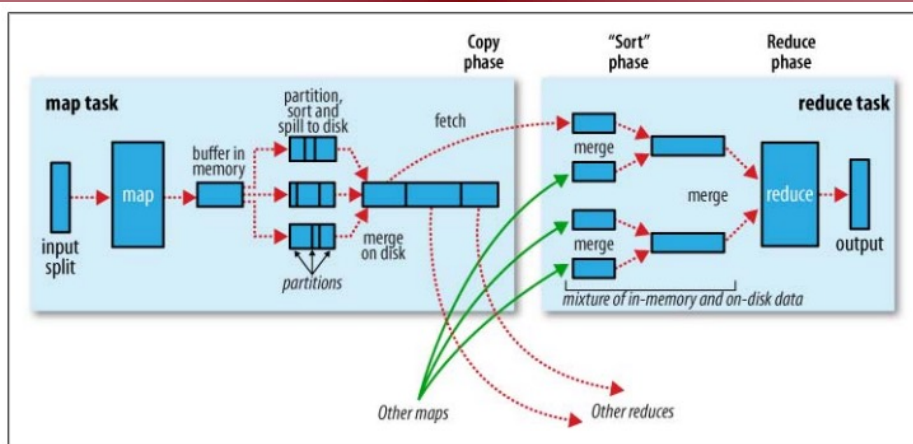 Copy
phase
"Sort"
phase
Reduce
phase
map task
partition,
sort and
spill to disk
fetch
reduce task
buffer in
memory
merge
map
merge
reduce
input
split
merge
on disk
merge
output
partitions
mixture of in-memory and on-disk data
Other maps
Other reduces